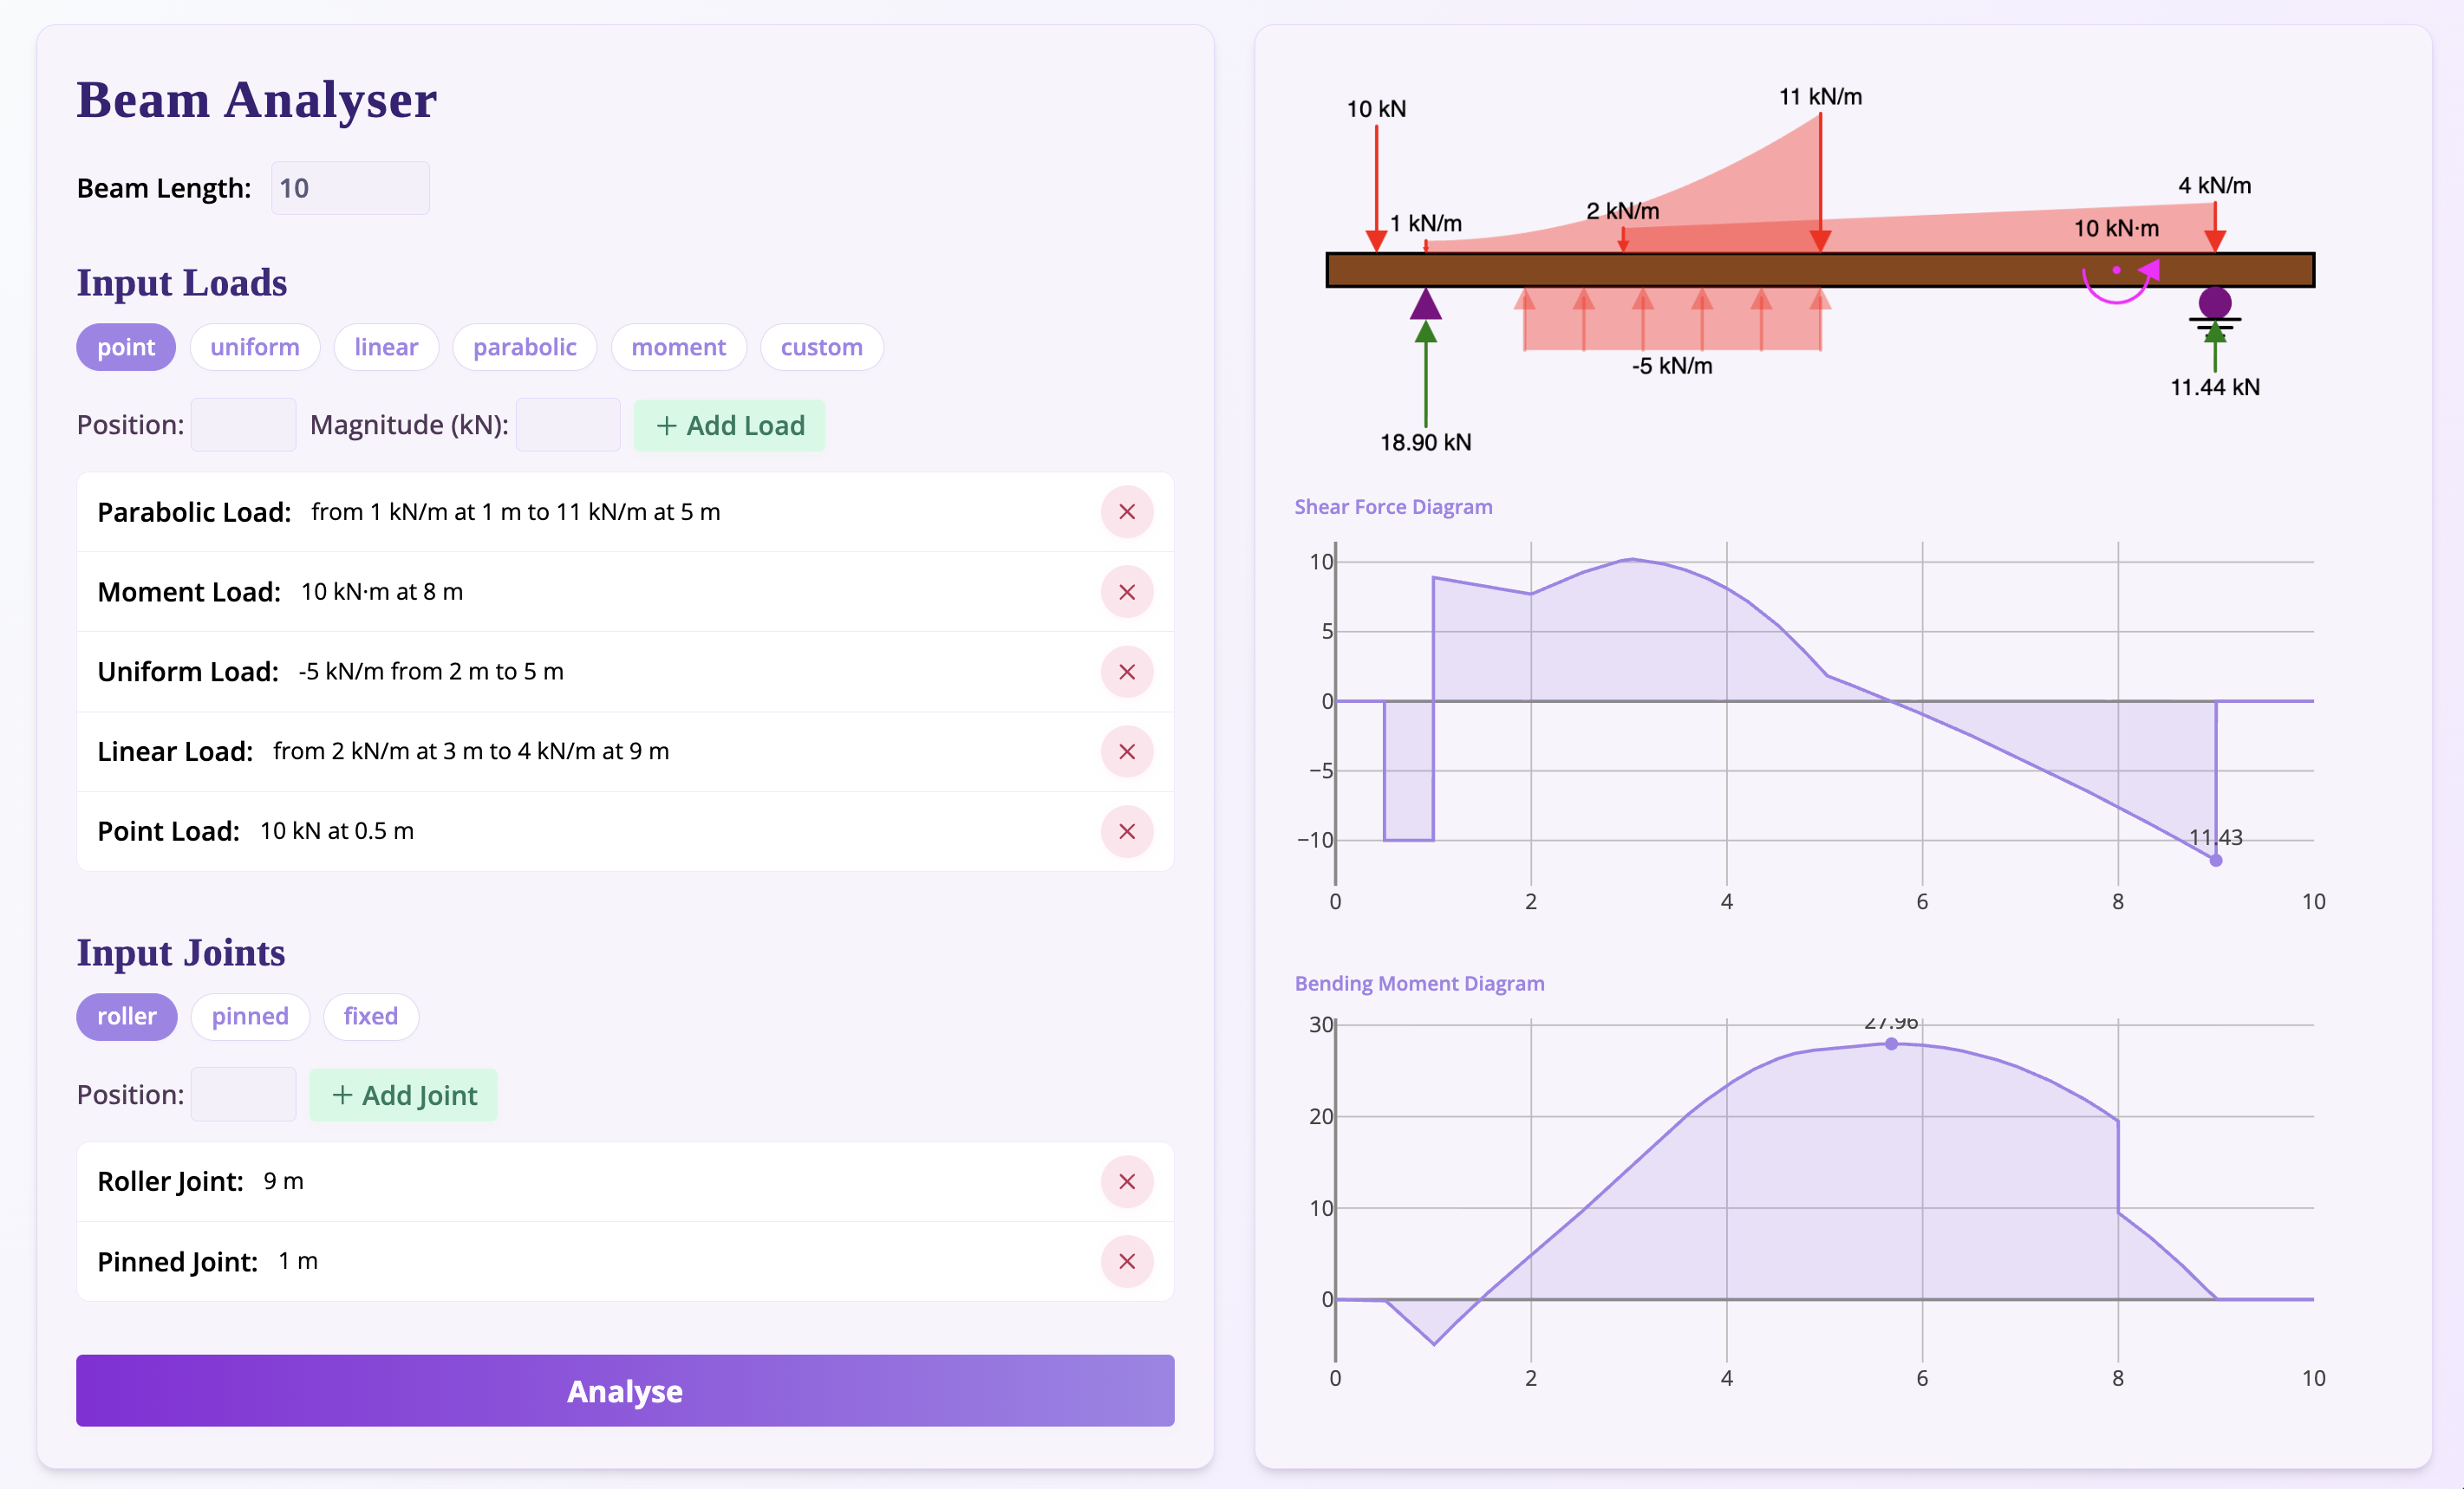 Beam Analyser
Beam Length: 10
Input Loads
point uniform linear parabolic moment custom
Position: Magnitude (kN): + Add Load
Parabolic Load: from 1 kN/m at 1 m to 11 kN/m at 5 m
Moment Load: 10 kN·m at 8 m
Uniform Load: -5 kN/m from 2 m to 5 m
Linear Load: from 2 kN/m at 3 m to 4 kN/m at 9 m
Point Load: 10 kN at 0.5 m
Input Joints
roller pinned fixed
Position: + Add Joint
Roller Joint: 9 m
Pinned Joint: 1 m
Analyse
11 kN/m
10 kN
4 kN/m
2 kN/m
1 kN/m
10 kN·m
-5 kN/m
11.44 kN
18.90 kN
Shear Force Diagram
10
5
0
−5
−10
11.43
0 2 4 6 8 10
Bending Moment Diagram
30
27.96
20
10
0
0 2 4 6 8 10